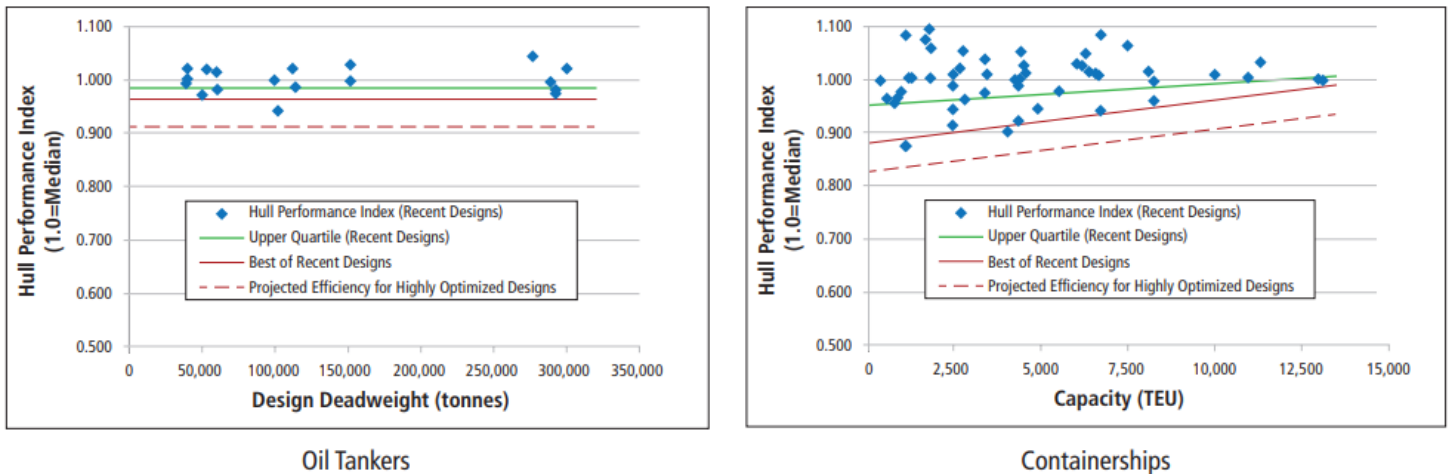 1.100
1.000
0.900
0.800
0.700
0.600
0.500
Hull Performance Index
(1.0=Median)
Hull Performance Index (Recent Designs)
Upper Quartile (Recent Designs)
Best of Recent Designs
Projected Efficiency for Highly Optimized Designs
0 50,000 100,000 150,000 200,000 250,000 300,000 350,000
Design Deadweight (tonnes)
Oil Tankers
1.100
1.000
0.900
0.800
0.700
0.600
0.500
Hull Performance Index
(1.0=Median)
Hull Performance Index (Recent Designs)
Upper Quartile (Recent Designs)
Best of Recent Designs
Projected Efficiency for Highly Optimized Designs
0 2,500 5,000 7,500 10,000 12,500 15,000
Capacity (TEU)
Containerships